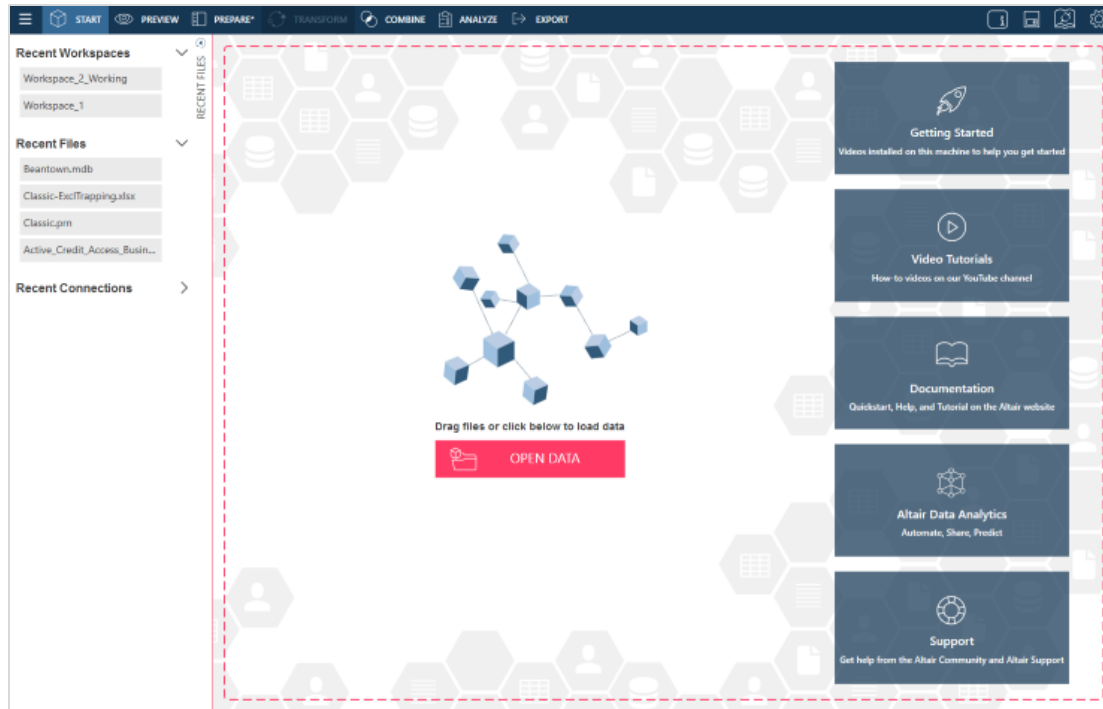 START PREVIEW PREPARE* TRANSFORM COMBINE ANALYZE EXPORT
Recent Workspaces
Workspace_2_Working
Workspace_1
Recent Files
Beantown.mdb
Classic-ExclTrapping.xlsx
Classic.prn
Active_Credit_Access_Busin...
Recent Connections
RECENT FILES
Drag files or click below to load data
OPEN DATA
Getting Started
Videos installed on this machine to help you get started
Video Tutorials
How-to videos on our YouTube channel
Documentation
Quickstart, Help, and Tutorial on the Altair website
Altair Data Analytics
Automate, Share, Predict
Support
Get help from the Altair Community and Altair Support